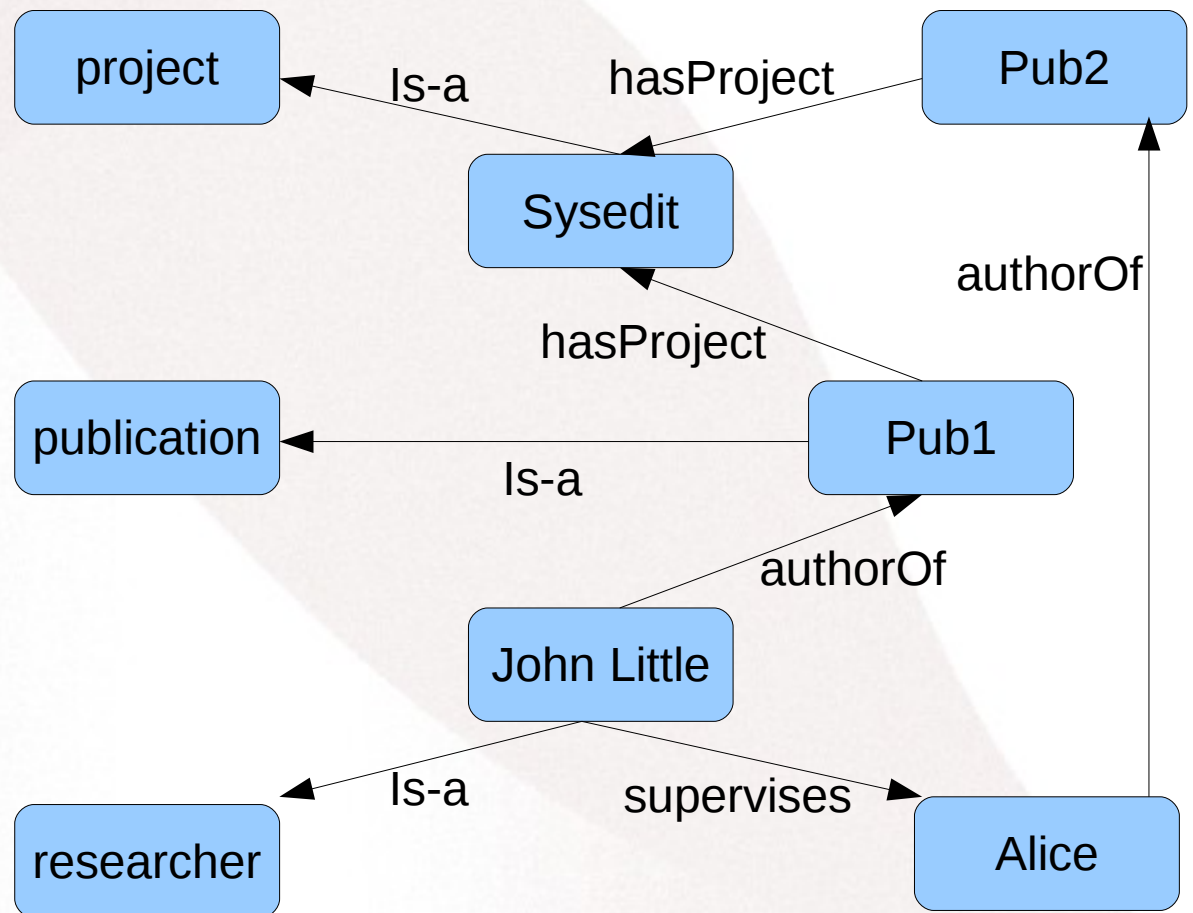 project
Is-a
hasProject
Pub2
Sysedit
authorOf
hasProject
publication
Is-a
Pub1
authorOf
John Little
Is-a
supervises
researcher
Alice